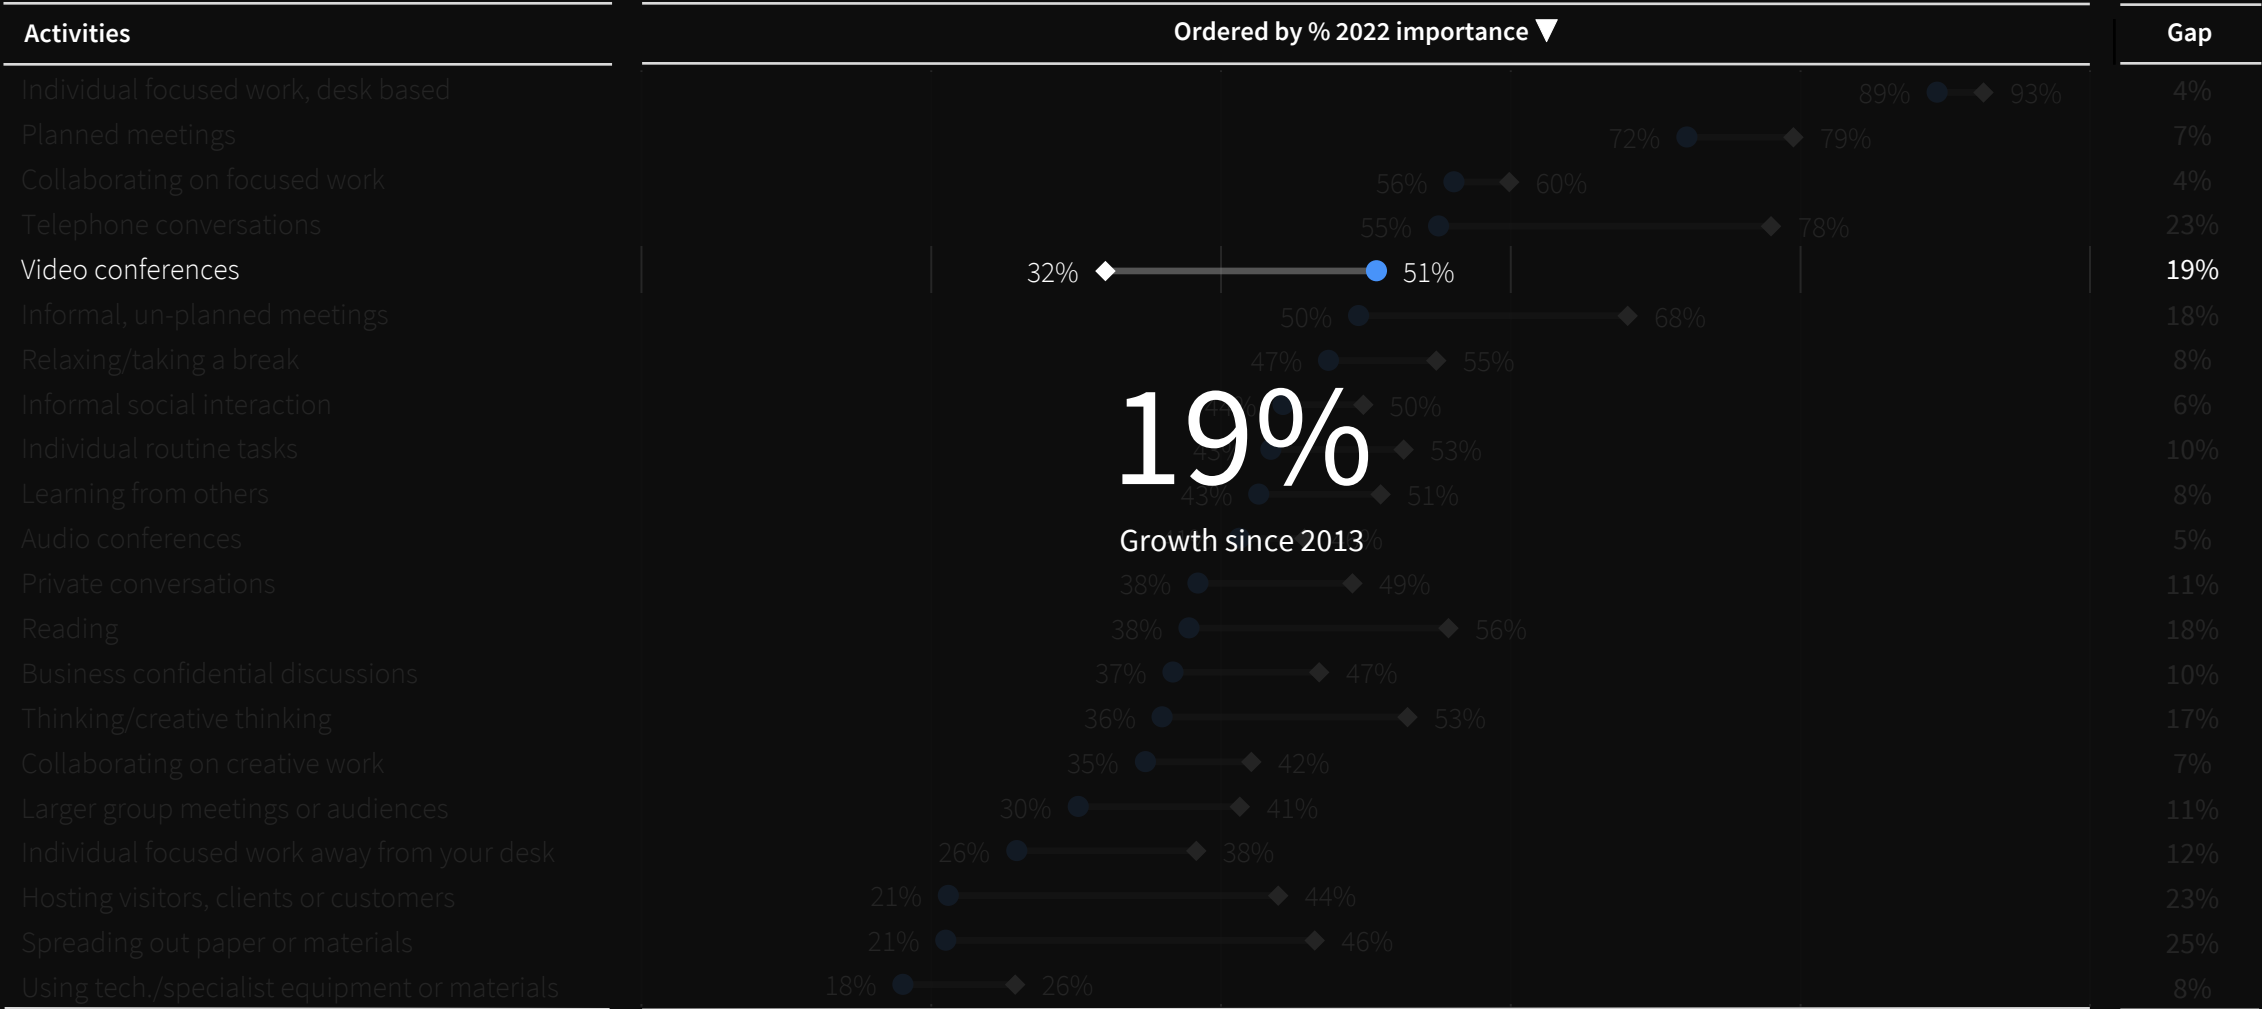 Activities Ordered by % 2022 importance ▼ Gap
Individual focused work, desk based 89% 93% 4%
Planned meetings 72% 79% 7%
Collaborating on focused work 56% 60% 4%
Telephone conversations 55% 78% 23%
Video conferences 32% 51% 19%
Informal, un-planned meetings 50% 68% 18%
Relaxing/taking a break 47% 55% 8%
Informal social interaction 44% 50% 6%
19%
Individual routine tasks 43% 53% 10%
Learning from others 43% 51% 8%
Audio conferences 5%
Growth since 2013
Private conversations 38% 49% 11%
Reading 38% 56% 18%
Business confidential discussions 37% 47% 10%
Thinking/creative thinking 36% 53% 17%
Collaborating on creative work 35% 42% 7%
Larger group meetings or audiences 30% 41% 11%
Individual focused work away from your desk 26% 38% 12%
Hosting visitors, clients or customers 21% 44% 23%
Spreading out paper or materials 21% 46% 25%
Using tech./specialist equipment or materials 18% 26% 8%